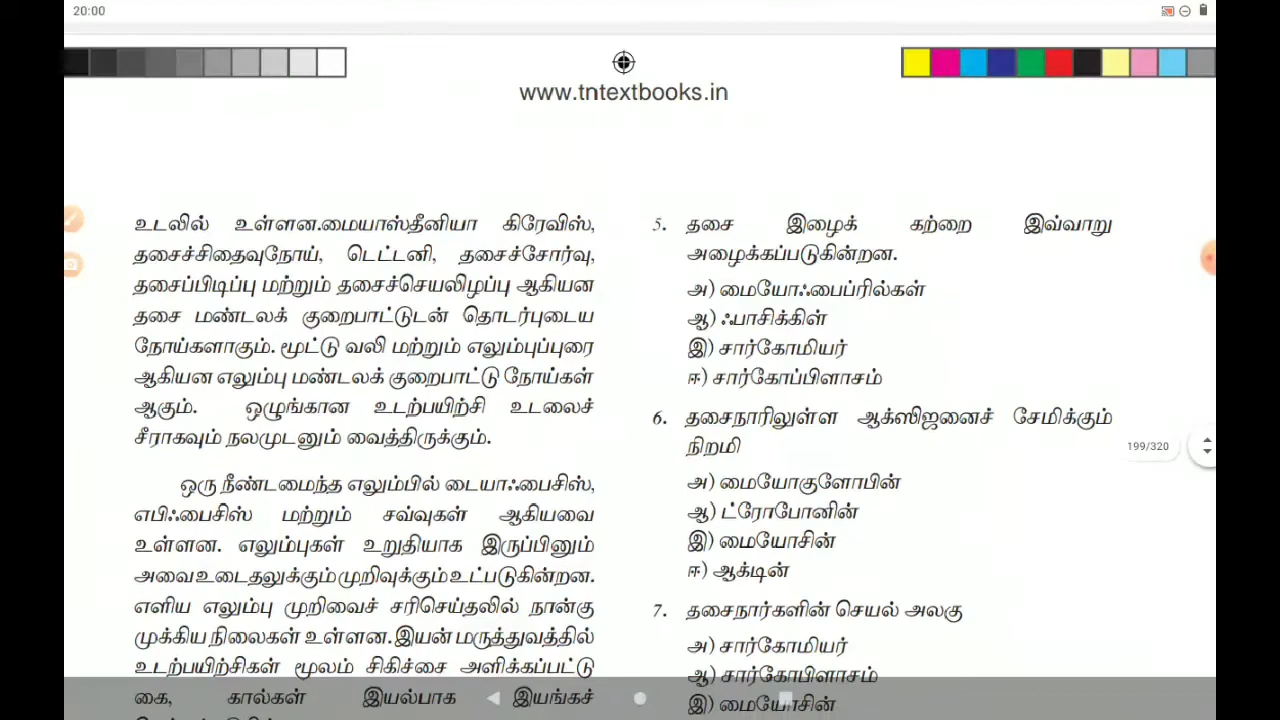 20:00
www.tntextbooks.in
உடலில் உள்ளன.மையாஸ்தீனியா கிரேவிஸ்,
தசைச்சிதைவுநோய், டெட்டனி, தசைச்சோர்வு,
தசைப்பிடிப்பு மற்றும் தசைச்செயலிழப்பு ஆகியன
தசை மண்டலக் குறைபாட்டுடன் தொடர்புடைய
நோய்களாகும். மூட்டு வலி மற்றும் எலும்புப்புரை
ஆகியன எலும்பு மண்டலக் குறைபாட்டு நோய்கள்
ஆகும். ஒழுங்கான உடற்பயிற்சி உடலைச்
சீராகவும் நலமுடனும் வைத்திருக்கும்.
ஒரு நீண்டமைந்த எலும்பில் டையாஃபைசிஸ்,
எபிஃபைசிஸ் மற்றும் சவ்வுகள் ஆகியவை
உள்ளன. எலும்புகள் உறுதியாக இருப்பினும்
அவை உடைதலுக்கும் முறிவுக்கும் உட்படுகின்றன.
எளிய எலும்பு முறிவைச் சரிசெய்தலில் நான்கு
முக்கிய நிலைகள் உள்ளன.இயன் மருத்துவத்தில்
உடற்பயிற்சிகள் மூலம் சிகிச்சை அளிக்கப்பட்டு
கை, கால்கள் இயல்பாக இயங்கச்
5. தசை இழைக் கற்றை இவ்வாறு
அழைக்கப்படுகின்றன.
அ) மையோஃபைப்ரில்கள்
ஆ) ஃபாசிக்கிள்
இ) சார்கோமியர்
ஈ) சார்கோப்பிளாசம்
6. தசைநாரிலுள்ள ஆக்ஸிஜனைச் சேமிக்கும்
நிறமி
அ) மையோகுளோபின்
ஆ) ட்ரோபோனின்
இ) மையோசின்
ஈ) ஆக்டின்
7. தசைநார்களின் செயல் அலகு
அ) சார்கோமியர்
ஆ) சார்கோபிளாசம்
இ) மையோசின்
199/320